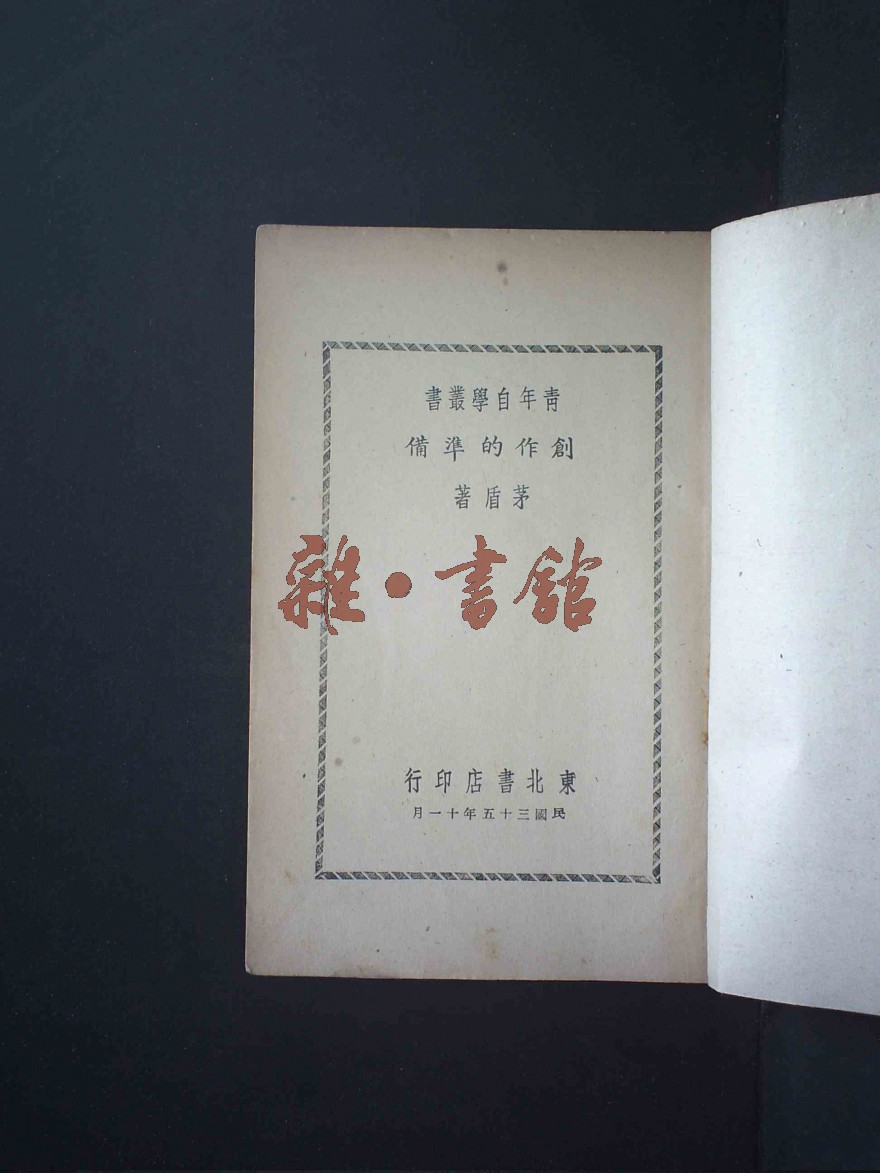 青年自學叢書
創作的準備
茅盾著
雜·書館
東北書店印行
民國三十五年十一月